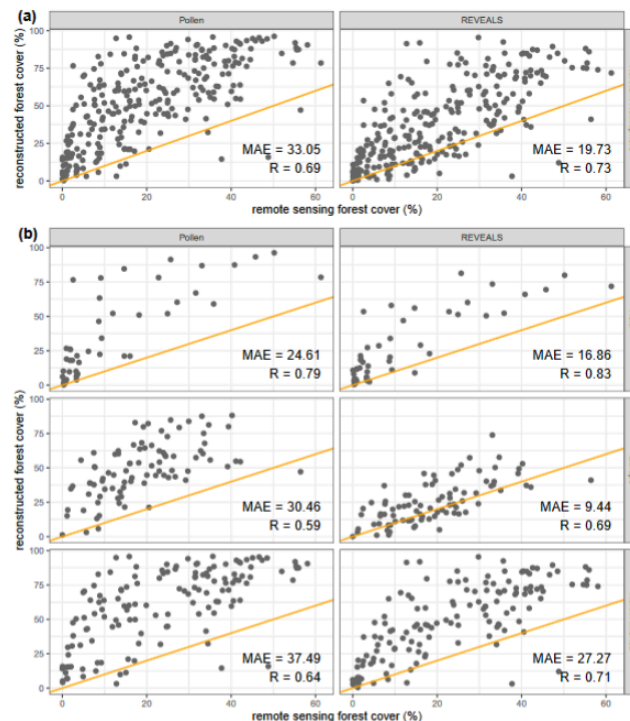 (a)
Pollen
REVEALS
reconstructed forest cover (%)
100
75
50
25
0
MAE = 33.05
R = 0.69
MAE = 19.73
R = 0.73
0 20 40 60
0 20 40 60
remote sensing forest cover (%)
(b)
Pollen
REVEALS
reconstructed forest cover (%)
100
75
50
25
0
MAE = 24.61
R = 0.79
MAE = 16.86
R = 0.83
100
75
50
25
0
MAE = 30.46
R = 0.59
MAE = 9.44
R = 0.69
100
75
50
25
0
MAE = 37.49
R = 0.64
MAE = 27.27
R = 0.71
0 20 40 60
0 20 40 60
remote sensing forest cover (%)